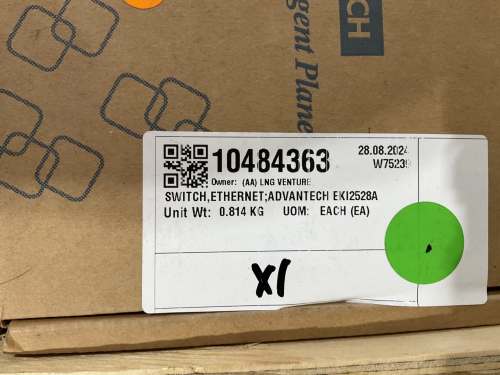 CH
gent Plane
10484363
28.08.2024
W75239
Owner: (AA) LNG VENTURE
SWITCH,ETHERNET;ADVANTECH EKI2528A
Unit Wt: 0.814 KG UOM: EACH (EA)
X1